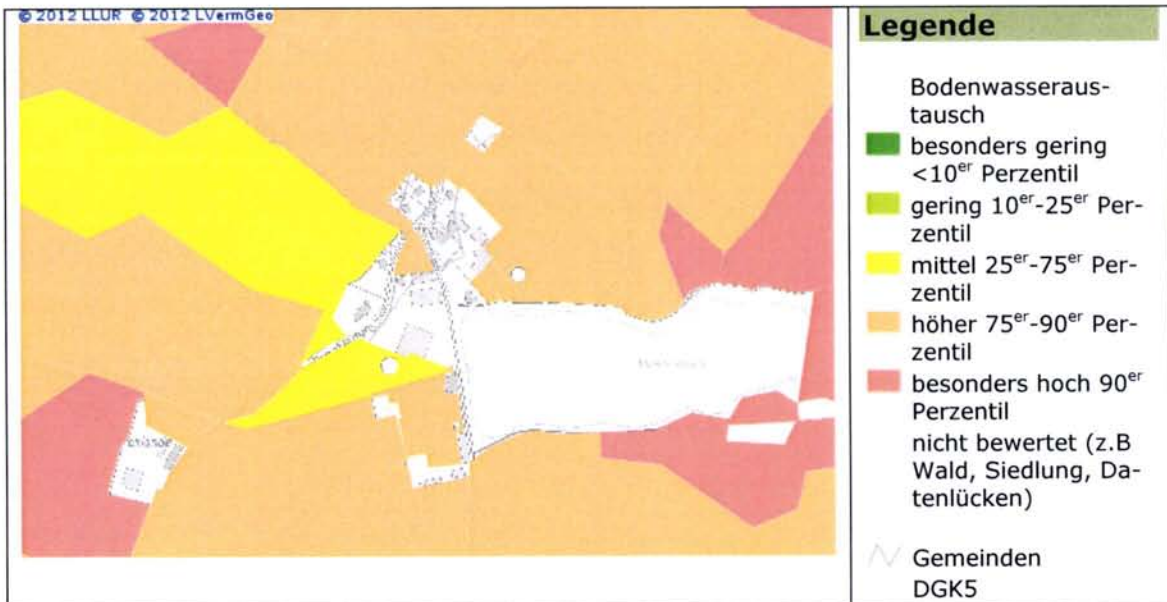 © 2012 LLUR © 2012 LVermGeo
Legende
Bodenwasseraus-
tausch
besonders gering
<10er Perzentil
gering 10er-25er Per-
zentil
mittel 25er-75er Per-
zentil
höher 75er-90er Per-
zentil
besonders hoch 90er
Perzentil
nicht bewertet (z.B
Wald, Siedlung, Da-
tenlücken)
Gemeinden
DGK5